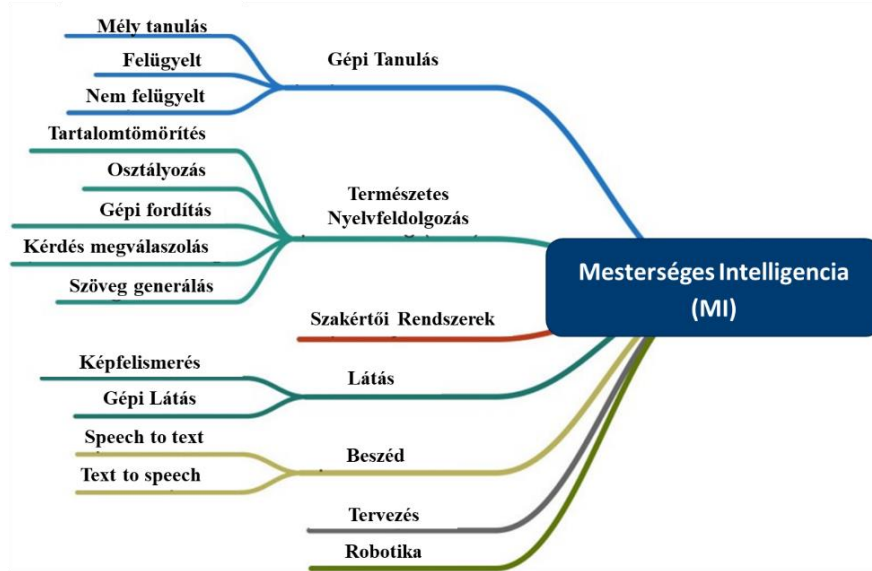 Mély tanulás
Felügyelt
Nem felügyelt
Gépi Tanulás
Tartalomtömörítés
Osztályozás
Gépi fordítás
Kérdés megválaszolás
Szöveg generálás
Természetes
Nyelvfeldolgozás
Mesterséges Intelligencia
(MI)
Szakértői Rendszerek
Képfelismerés
Gépi Látás
Látás
Speech to text
Text to speech
Beszéd
Tervezés
Robotika